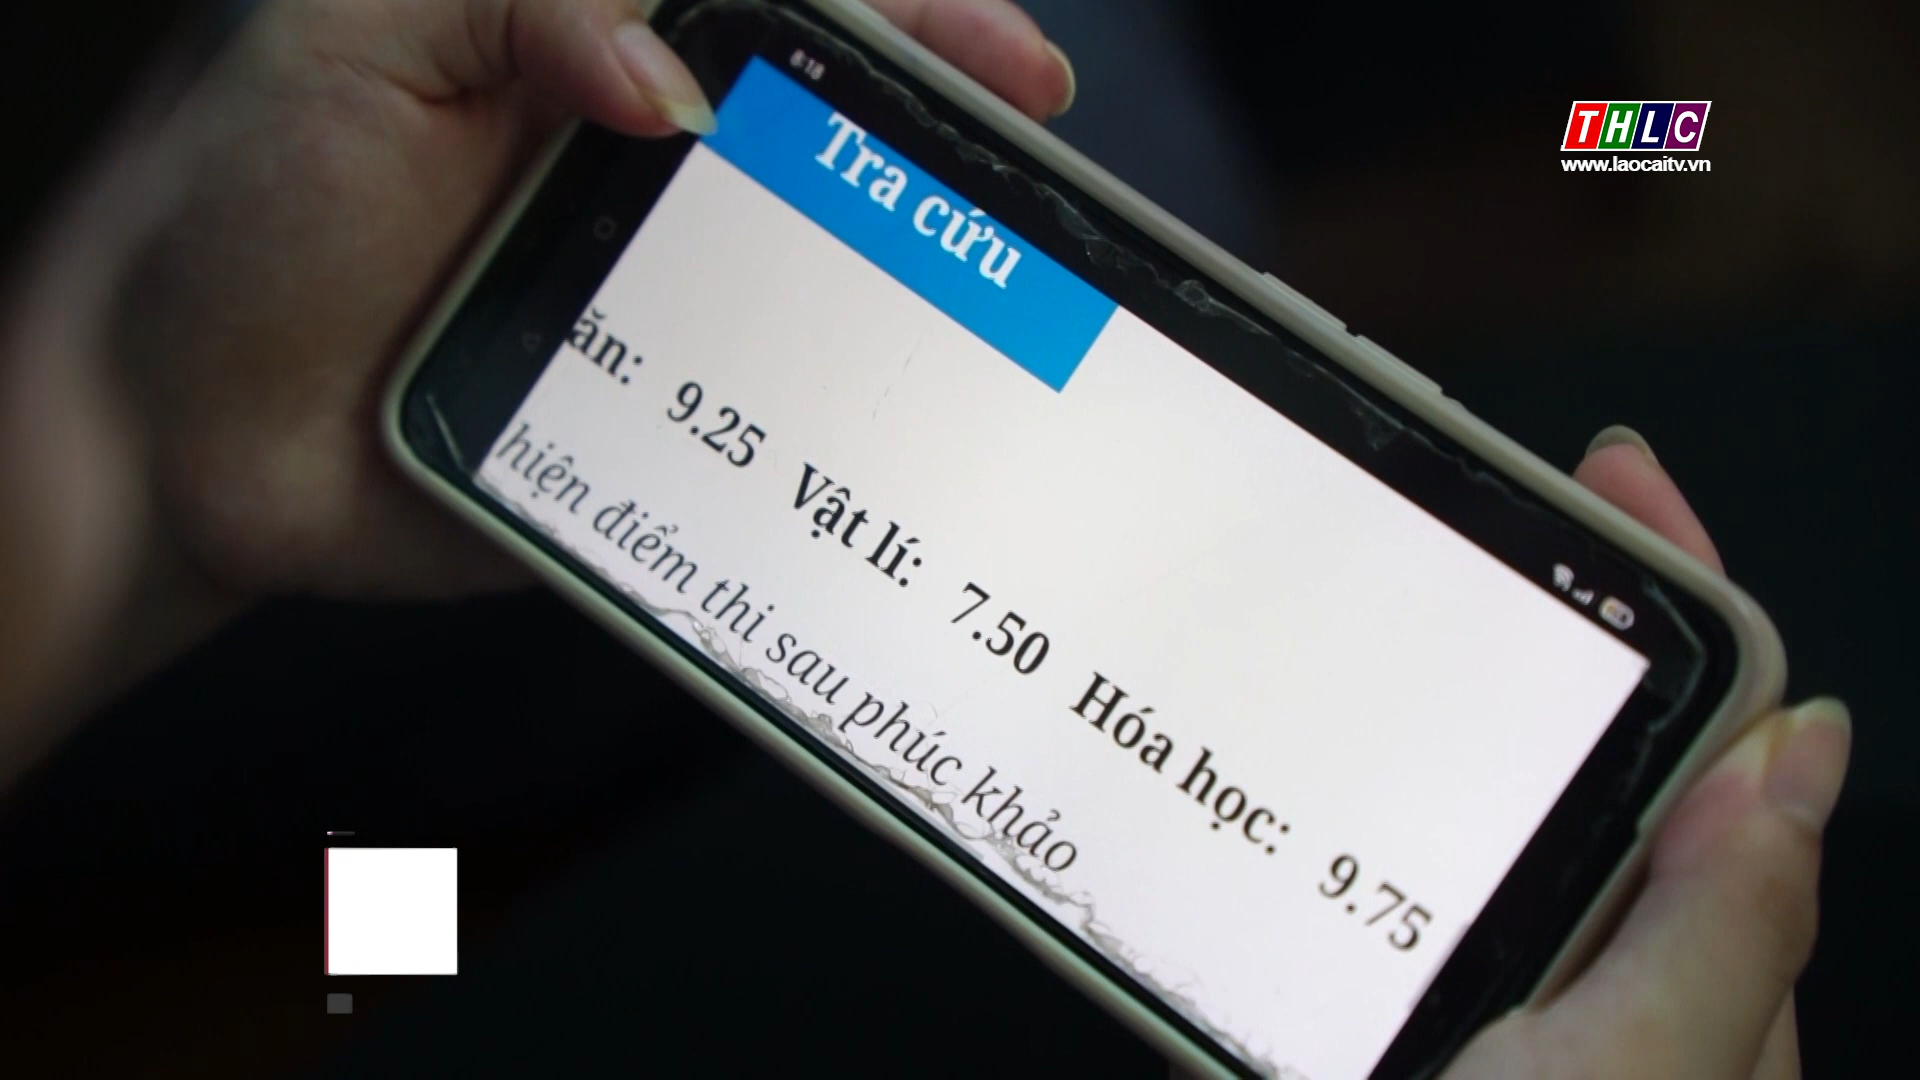 8:18
THLC
www.laocaitv.vn
Tra cứu
ăn: 9.25 Vật lí: 7.50 Hóa học: 9.75
hiện điểm thi sau phúc khảo